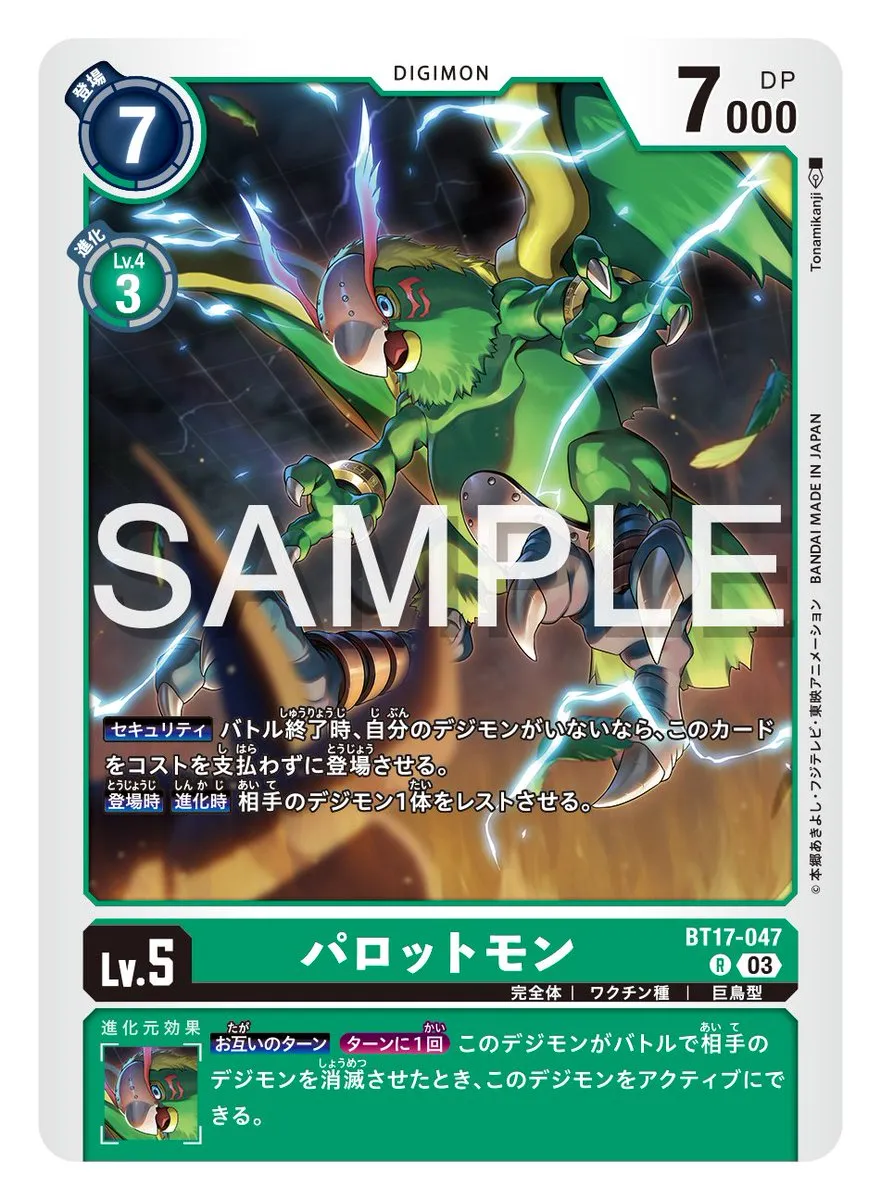 DIGIMON
登場
7
7000
DP
進化
Lv.4
3
Tonamikanji
©本郷あきよし・フジテレビ・東映アニメーション BANDAI MADE IN JAPAN
SAMPLE
セキュリティ バトル終了時、自分のデジモンがいないなら、このカード
をコストを支払わずに登場させる。
登場時 進化時 相手のデジモン1体をレストさせる。
Lv.5
パロットモン
BT17-047
R 03
完全体 | ワクチン種 | 巨鳥型
進化元効果
お互いのターン ターンに1回 このデジモンがバトルで相手の
デジモンを消滅させたとき、このデジモンをアクティブにで
きる。